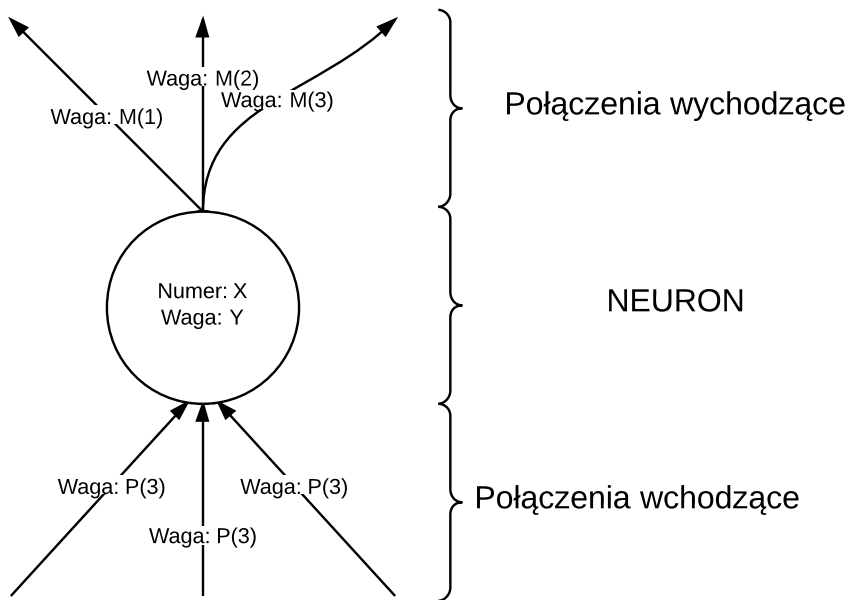 Waga: M(2)
Waga: M(3)
Waga: M(1)
Połączenia wychodzące
Numer: X
Waga: Y
NEURON
Waga: P(3)
Waga: P(3)
Waga: P(3)
Połączenia wchodzące